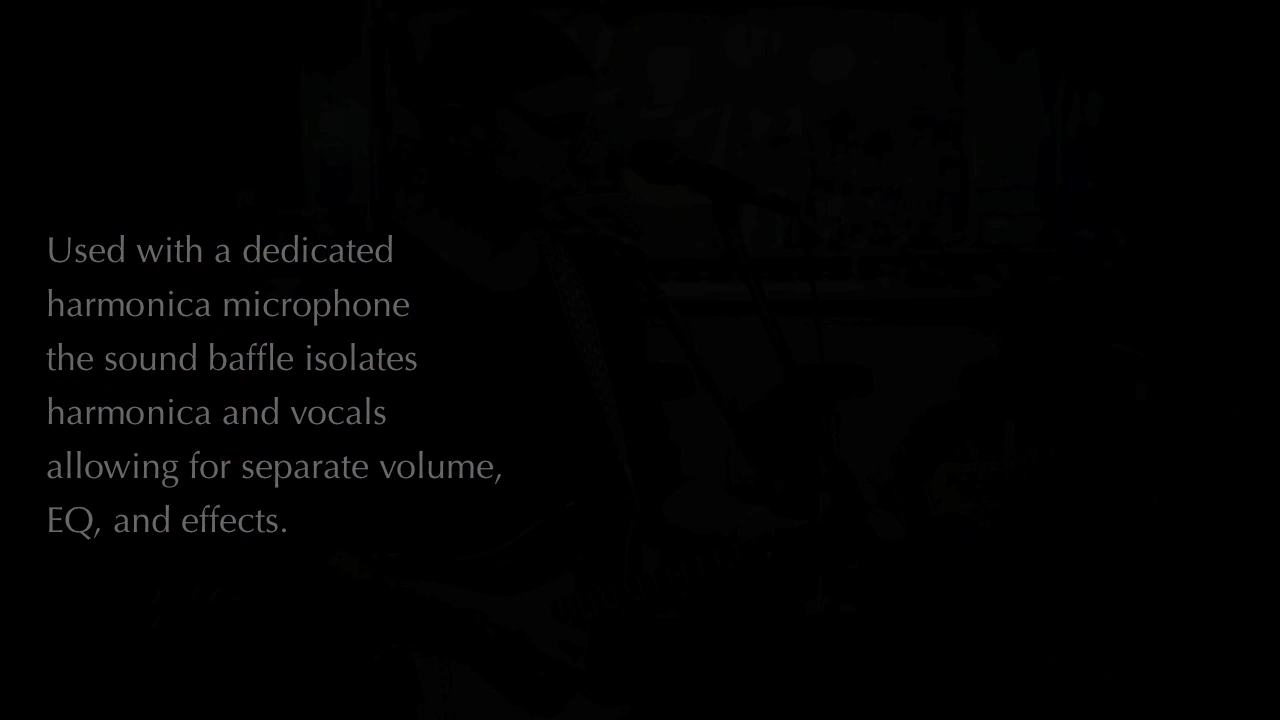 Used with a dedicated
harmonica microphone
the sound baffle isolates
harmonica and vocals
allowing for separate volume,
EQ, and effects.